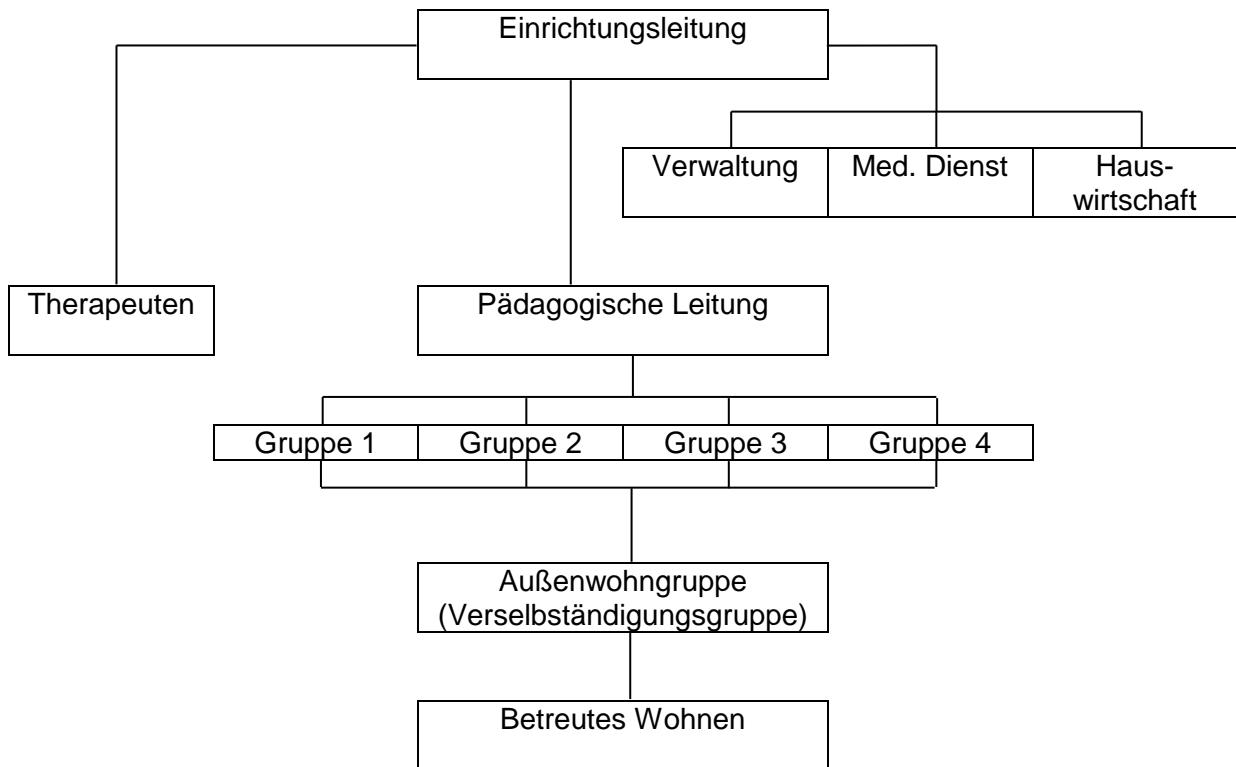 Einrichtungsleitung
Verwaltung
Med. Dienst
Haus-
wirtschaft
Therapeuten
Pädagogische Leitung
Gruppe 1
Gruppe 2
Gruppe 3
Gruppe 4
Außenwohngruppe
(Verselbständigungsgruppe)
Betreutes Wohnen